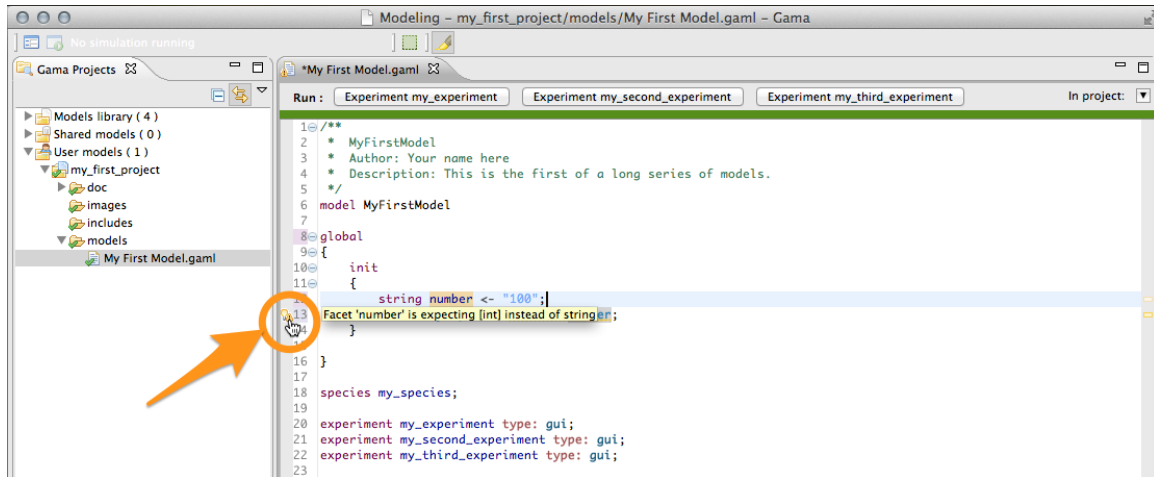 Modeling – my_first_project/models/My First Model.gaml – Gama
No simulation running
Gama Projects
*My First Model.gaml
Run : Experiment my_experiment Experiment my_second_experiment Experiment my_third_experiment In project:
Models library ( 4 )
Shared models ( 0 )
User models ( 1 )
my_first_project
doc
images
includes
models
My First Model.gaml
1 /**
2 * MyFirstModel
3 * Author: Your name here
4 * Description: This is the first of a long series of models.
5 */
6 model MyFirstModel
7
8 global
9 {
10 init
11 {
string number <- "100";
13 Facet 'number' is expecting [int] instead of string er;
}
16 }
17
18 species my_species;
19
20 experiment my_experiment type: gui;
21 experiment my_second_experiment type: gui;
22 experiment my_third_experiment type: gui;
23